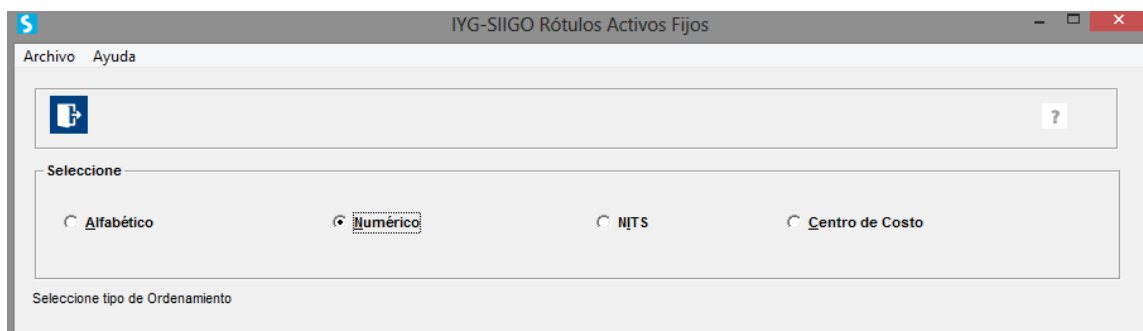 S IYG-SIIGO Rótulos Activos Fijos
Archivo Ayuda
?
Seleccione
Alfabético Numérico NITS Centro de Costo
Seleccione tipo de Ordenamiento